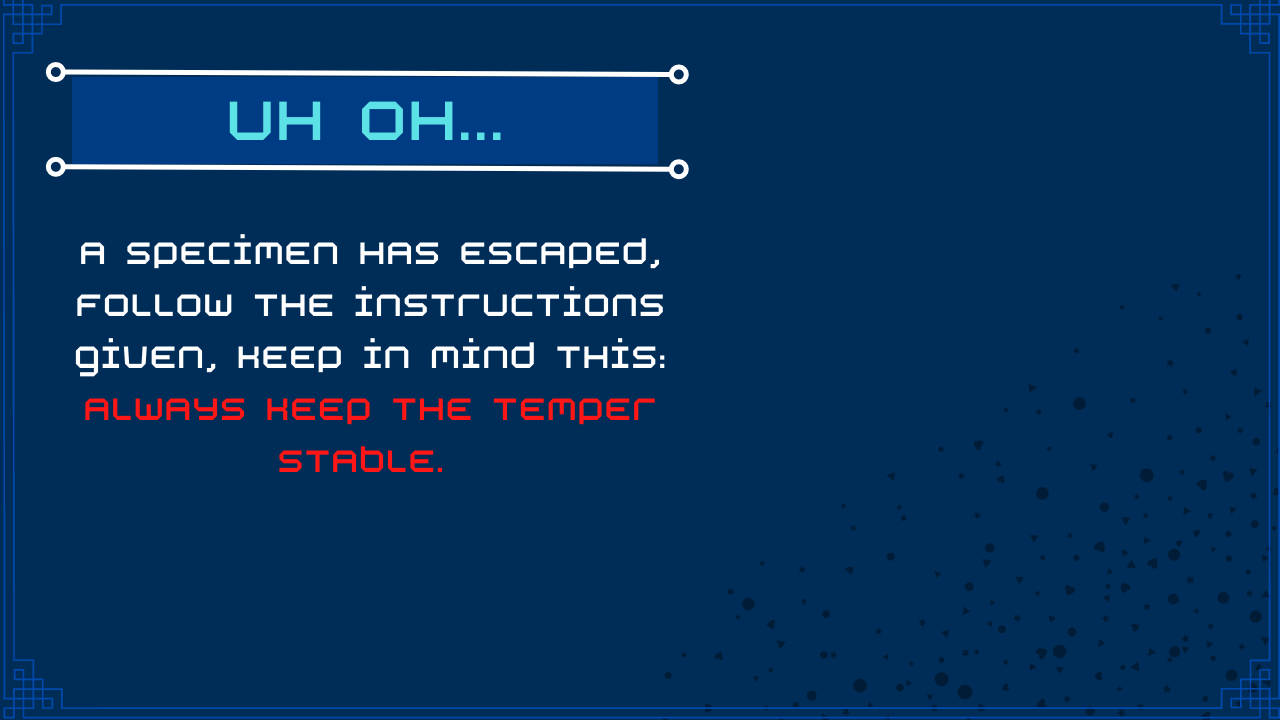 UH OH...
A SPECIMEN HAS ESCAPED,
FOLLOW THE INSTRUCTIONS
GIVEN, KEEP IN MIND THIS:
ALWAYS KEEP THE TEMPER
STABLE.